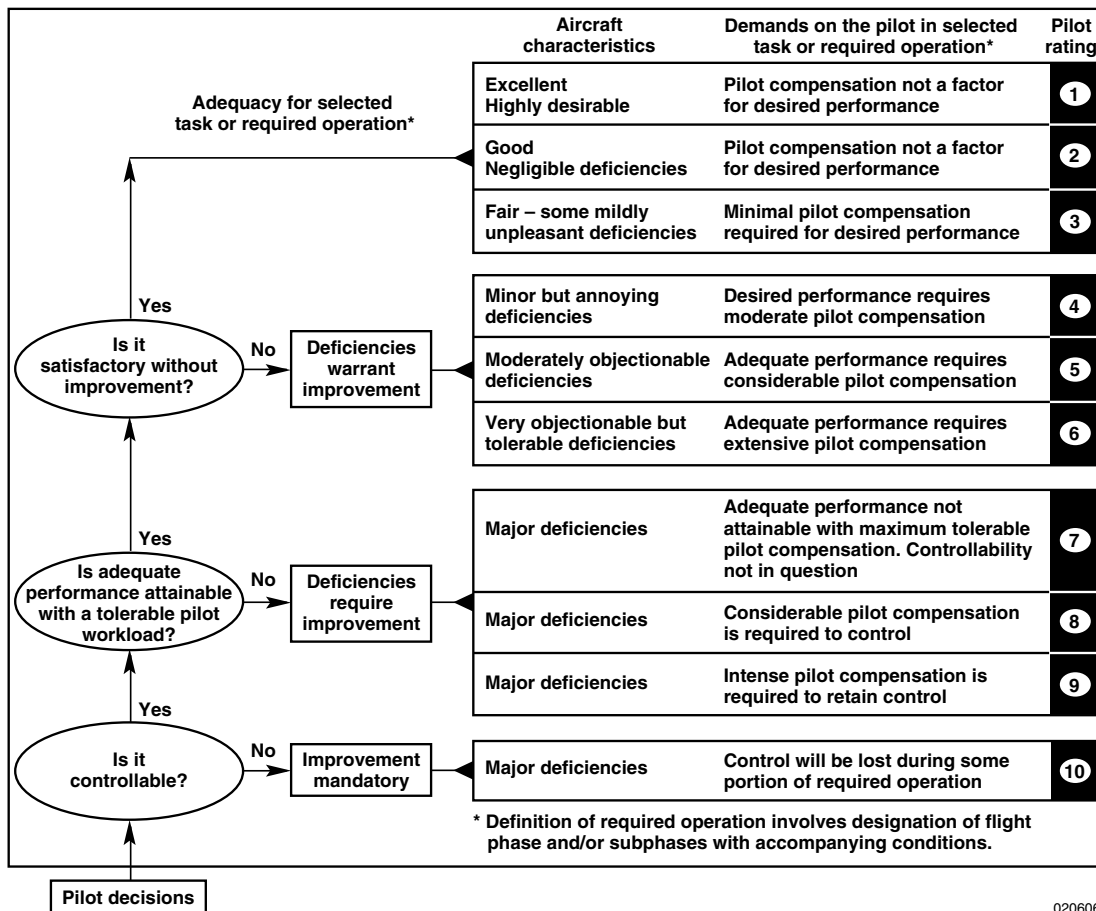 Aircraft
characteristics
Demands on the pilot in selected
task or required operation*
Pilot
rating
Adequacy for selected
task or required operation*
Excellent
Highly desirable
Pilot compensation not a factor
for desired performance
1
Good
Negligible deficiencies
Pilot compensation not a factor
for desired performance
2
Fair – some mildly
unpleasant deficiencies
Minimal pilot compensation
required for desired performance
3
Yes
Is it
satisfactory without
improvement?
No
Deficiencies
warrant
improvement
Minor but annoying
deficiencies
Desired performance requires
moderate pilot compensation
4
Moderately objectionable
deficiencies
Adequate performance requires
considerable pilot compensation
5
Very objectionable but
tolerable deficiencies
Adequate performance requires
extensive pilot compensation
6
Yes
Is adequate
performance attainable
with a tolerable pilot
workload?
No
Deficiencies
require
improvement
Major deficiencies
Adequate performance not
attainable with maximum tolerable
pilot compensation. Controllability
not in question
7
Major deficiencies
Considerable pilot compensation
is required to control
8
Major deficiencies
Intense pilot compensation is
required to retain control
9
Yes
Is it
controllable?
No
Improvement
mandatory
Major deficiencies
Control will be lost during some
portion of required operation
10
* Definition of required operation involves designation of flight
phase and/or subphases with accompanying conditions.
Pilot decisions
020606